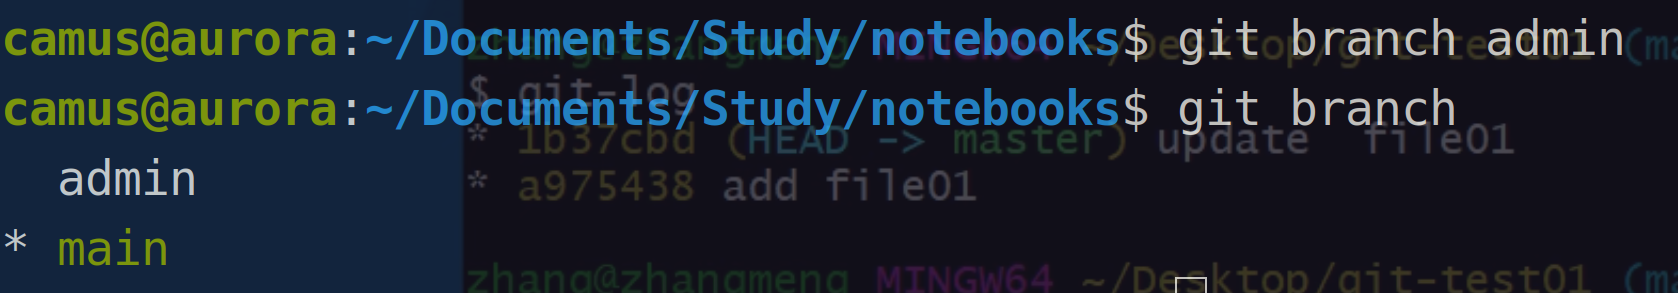 camus@aurora:~/Documents/Study/notebooks$ git branch admin
$ git-log
camus@aurora:~/Documents/Study/notebooks$ git branch
* 1b37cbd (HEAD -> master) update  file01
admin
* a975438 add file01
* main
zhang@zhangmeng MINGW64 ~/Desktop/git-test01